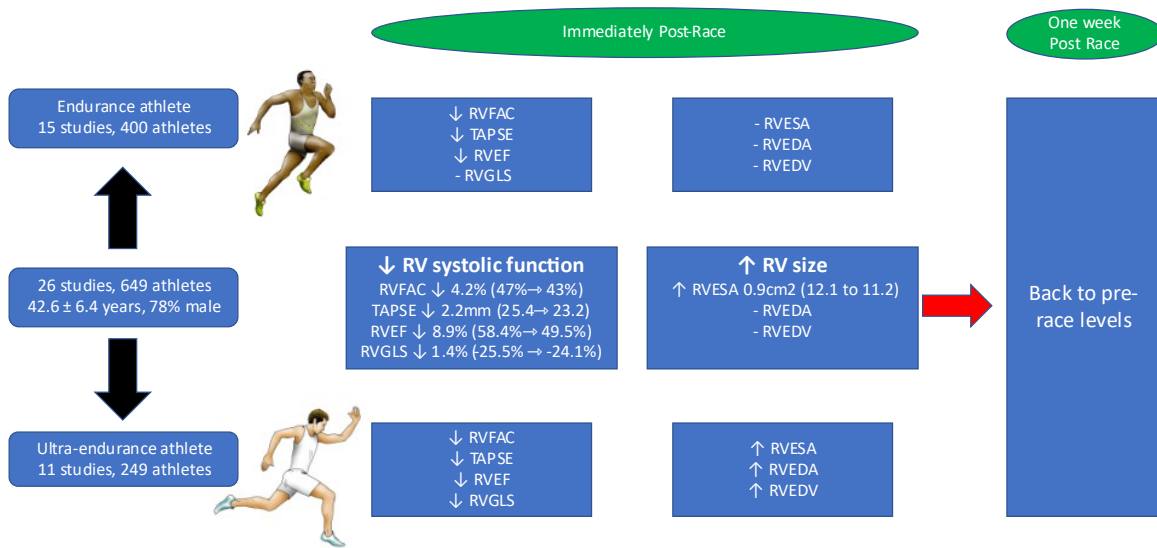 Immediately Post-Race
One week
Post Race
Endurance athlete
15 studies, 400 athletes
↓ RVFAC
↓ TAPSE
↓ RVEF
- RVGLS
- RVESA
- RVEDA
- RVEDV
26 studies, 649 athletes
42.6 ± 6.4 years, 78% male
↓ RV systolic function
RVFAC ↓ 4.2% (47%→ 43%)
TAPSE ↓ 2.2mm (25.4→ 23.2)
RVEF ↓ 8.9% (58.4%→ 49.5%)
RVGLS ↓ 1.4% (-25.5% → -24.1%)
↑ RV size
↑ RVESA 0.9cm2 (12.1 to 11.2)
- RVEDA
- RVEDV
Back to pre-
race levels
Ultra-endurance athlete
11 studies, 249 athletes
↓ RVFAC
↓ TAPSE
↓ RVEF
↓ RVGLS
↑ RVESA
↑ RVEDA
↑ RVEDV